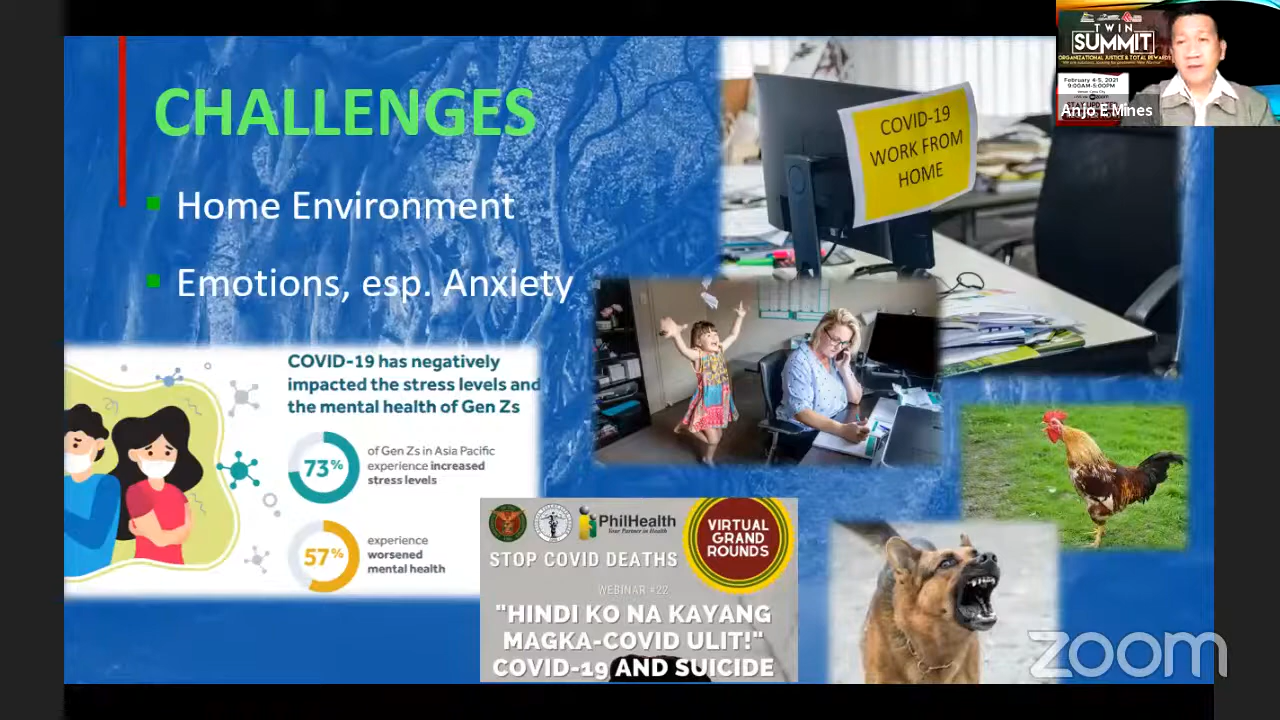 CHALLENGES
Home Environment
Emotions, esp. Anxiety
COVID-19
WORK FROM
HOME
COVID-19 has negatively
impacted the stress levels and
the mental health of Gen Zs
73%
of Gen Zs in Asia Pacific
experience increased
stress levels
57%
experience
worsened
mental health
PhilHealth
Your Partner in Health
VIRTUAL
GRAND
ROUNDS
STOP COVID DEATHS
WEBINAR #22
"HINDI KO NA KAYANG
MAGKA-COVID ULIT!"
COVID-19 AND SUICIDE
TWIN
SUMMIT
ORGANIZATIONAL JUSTICE & TOTAL REWARDS
February 4-5, 2021
9:00AM-5:00PM
Anjo E Mines
zoom